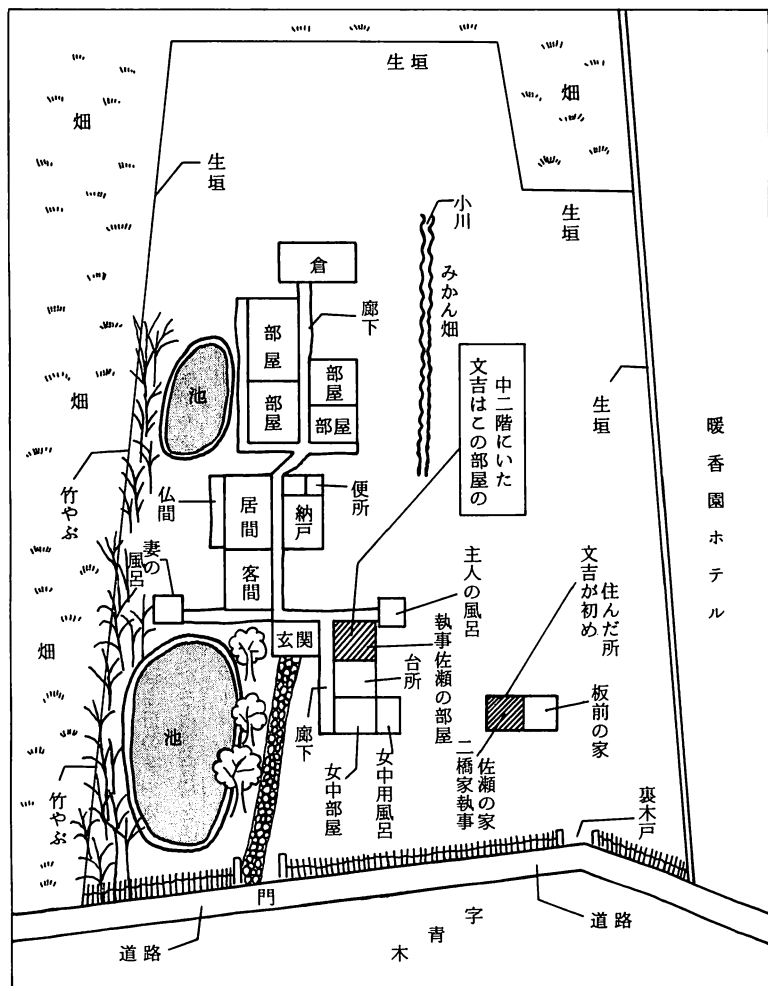 生垣
畑
畑
生垣
生垣
小川
みかん畑
倉
廊下
部屋
部屋
部屋
部屋
池
中二階にいた
文吉はこの部屋の
生垣
暖香園ホテル
畑
竹やぶ
仏間
居間
便所
納戸
客間
妻の
風呂
主人の風呂
玄関
執事佐瀬の部屋
台所
文吉が初め
住んだ所
板前の家
佐瀬の家
二橋家執事
畑
池
竹やぶ
廊下
女中部屋
女中用風呂
裏木戸
門
道路
道路
字
青
木